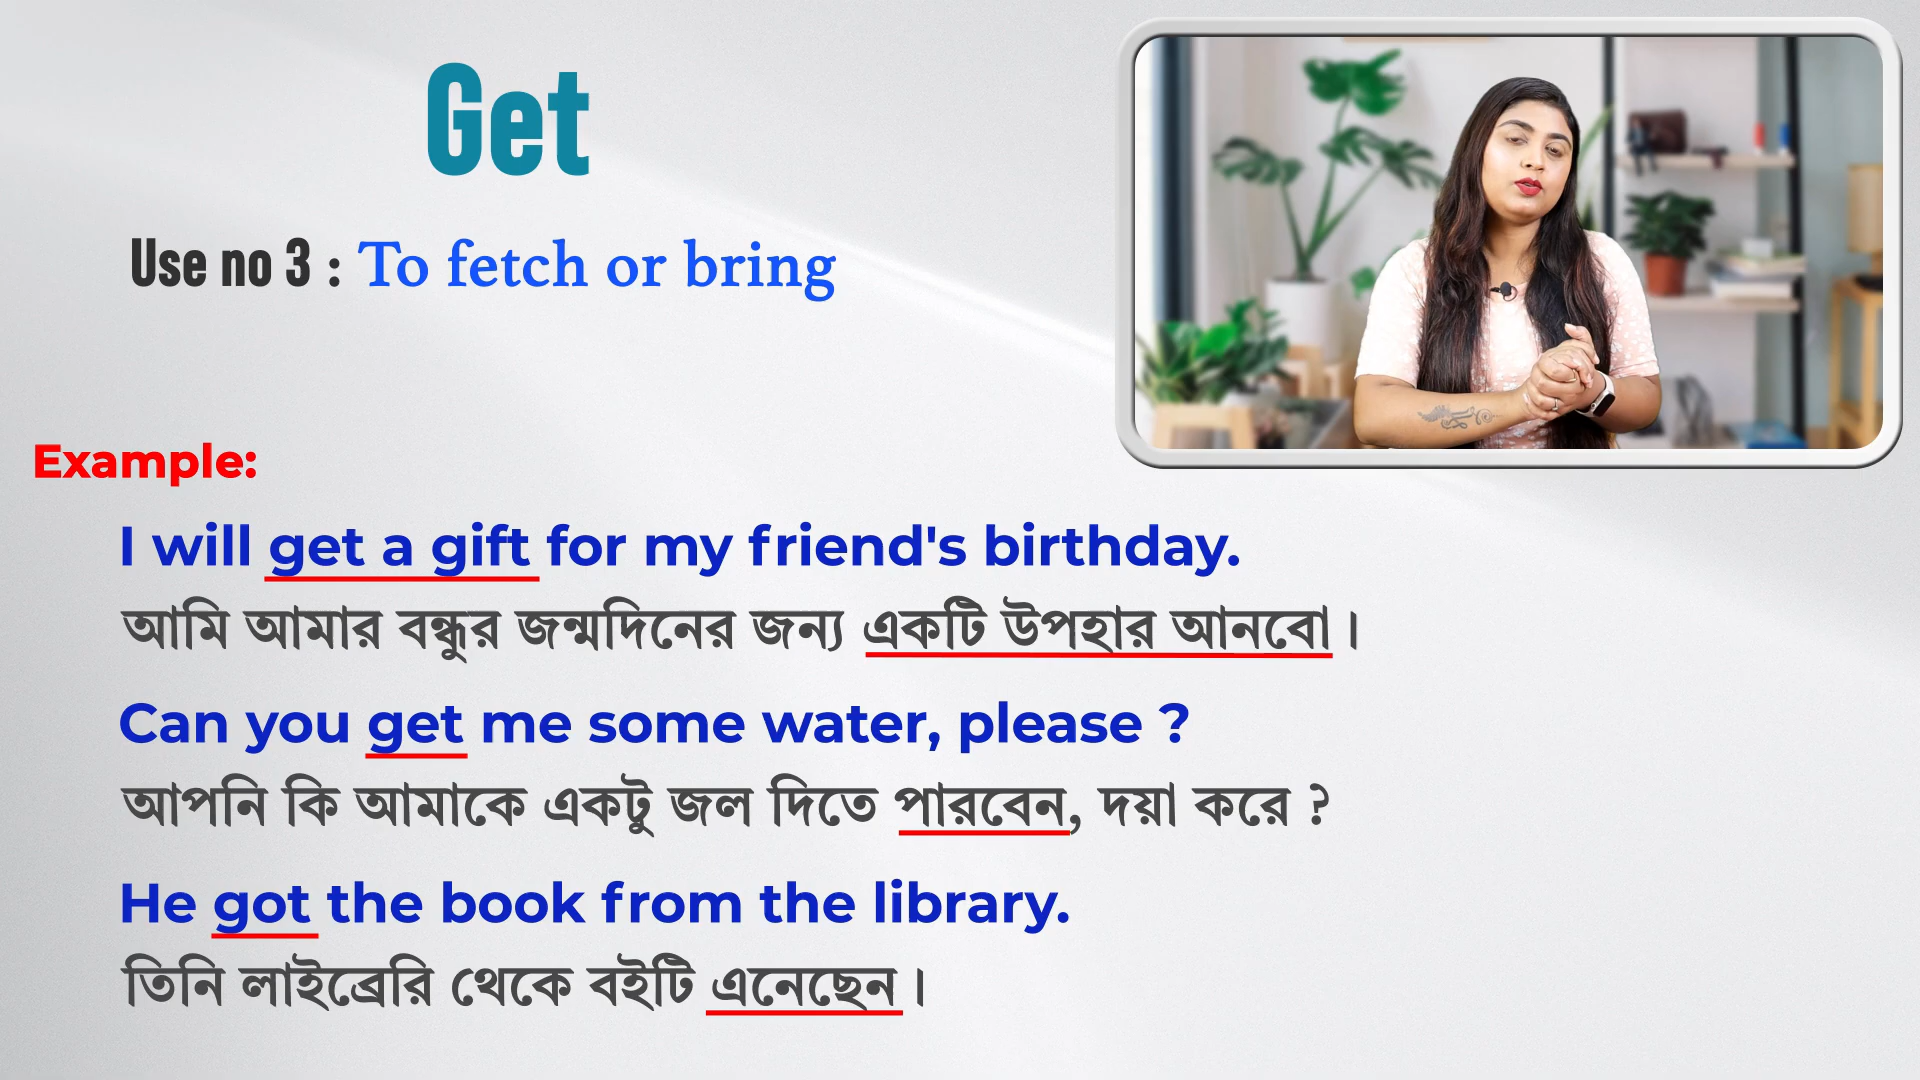 Get
Use no 3 : To fetch or bring
Example:
I will get a gift for my friend's birthday.
আমি আমার বন্ধুর জন্মদিনের জন্য একটি উপহার আনবো।
Can you get me some water, please ?
আপনি কি আমাকে একটু জল দিতে পারবেন, দয়া করে ?
He got the book from the library.
তিনি লাইব্রেরি থেকে বইটি এনেছেন।